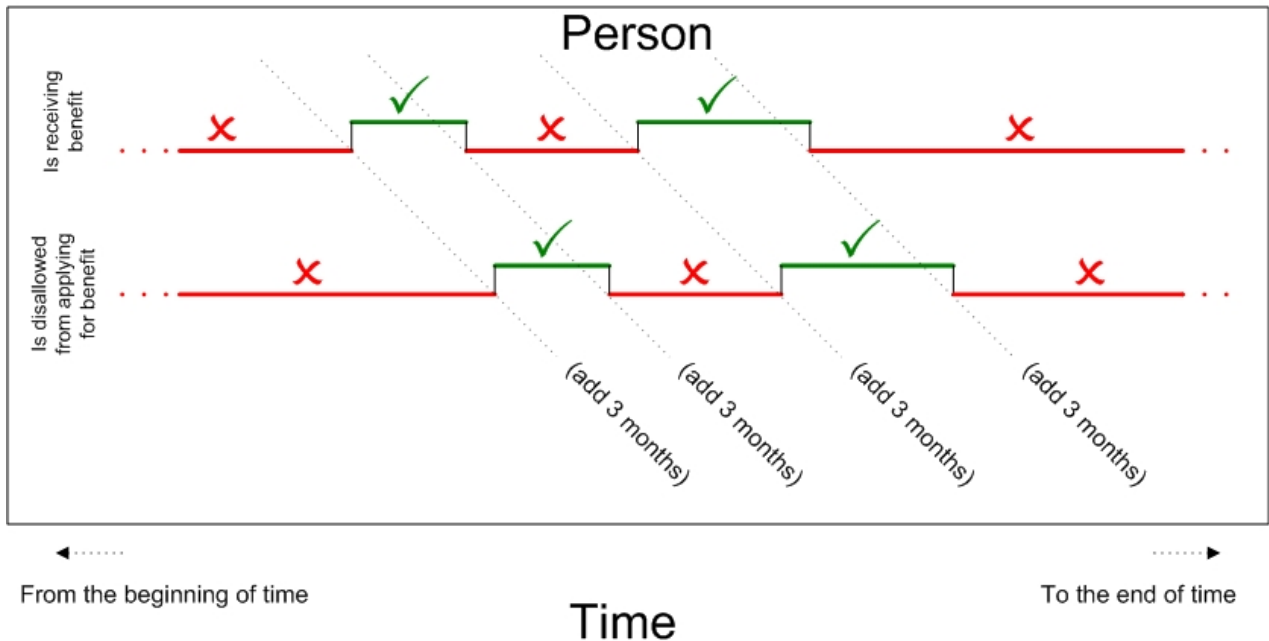 Person
Is receiving
benefit
Is disallowed
from applying
for benefit
(add 3 months)
(add 3 months)
(add 3 months)
(add 3 months)
From the beginning of time
To the end of time
Time